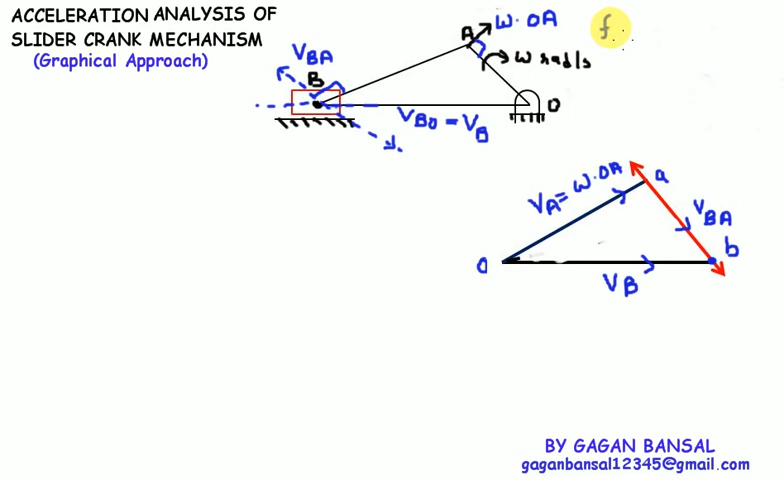 ACCELERATION ANALYSIS OF
SLIDER CRANK MECHANISM
(Graphical Approach)
VBA
B
A
ω·OA
f
ω rad/s
O
VBO = VB
VA = ω·OA
a
VBA
b
o
VB
BY GAGAN BANSAL
gaganbansal12345@gmail.com